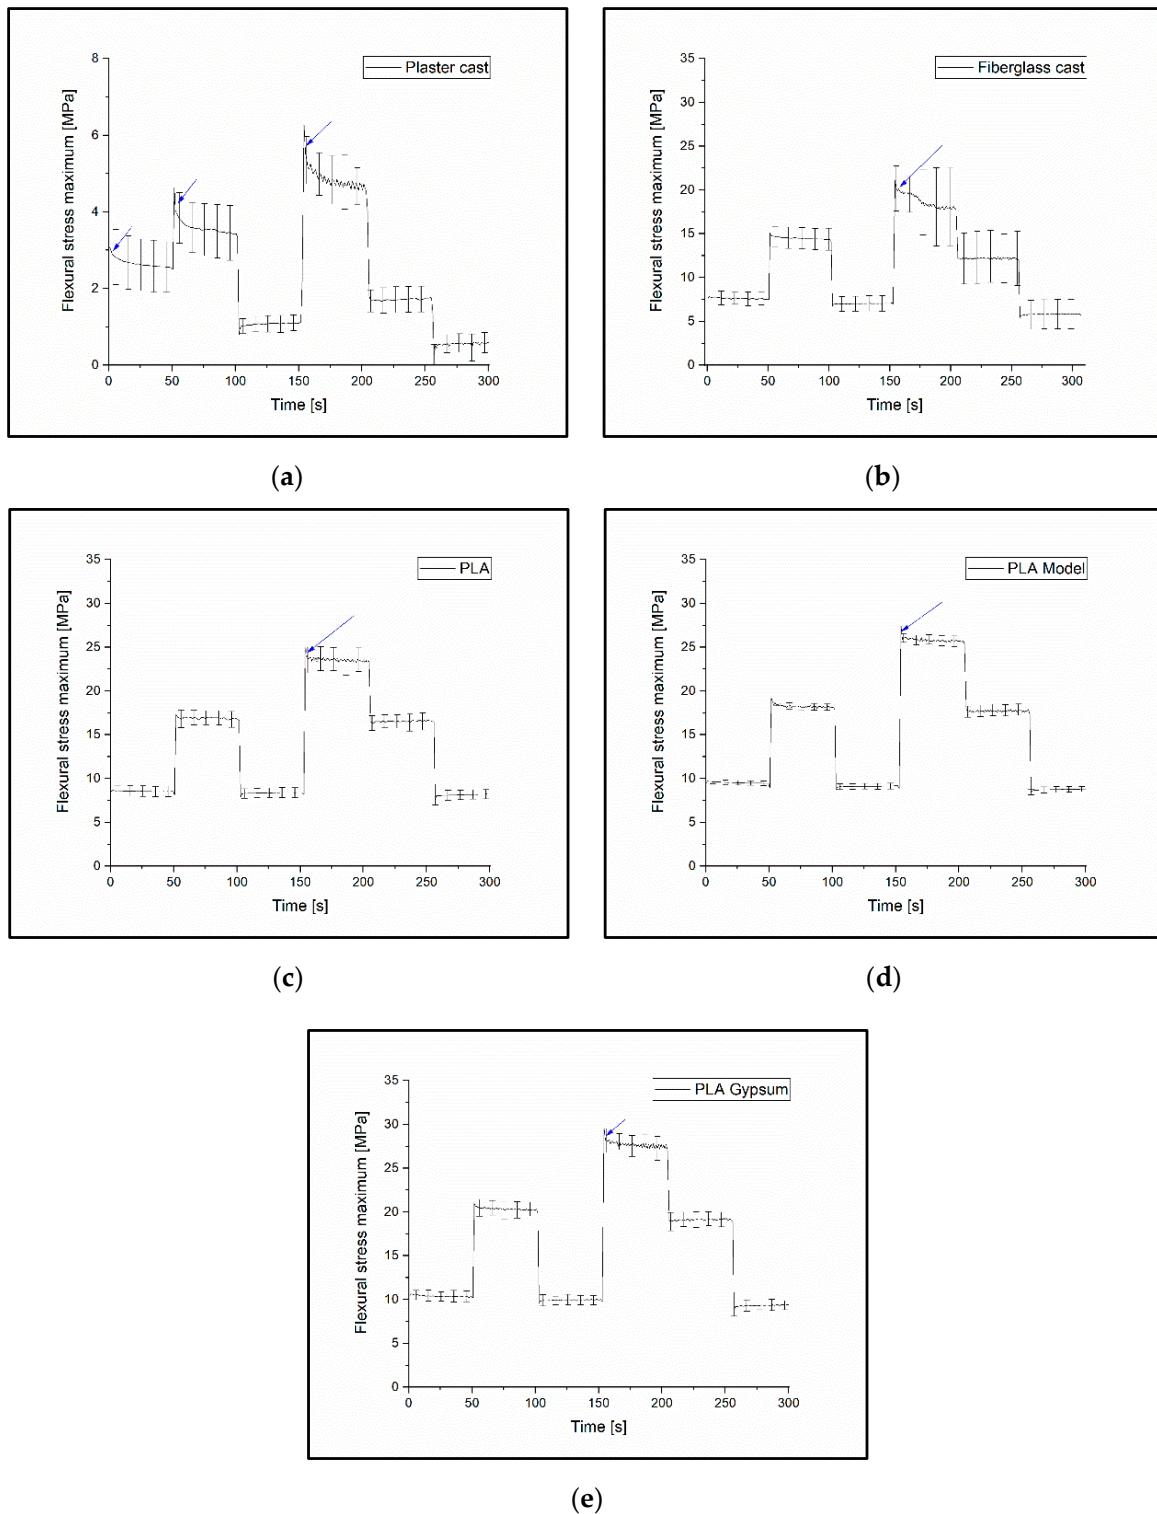 Plaster cast
Flexural stress maximum [MPa]
8
6
4
2
0
0 50 100 150 200 250 300
Time [s]
(a)
Fiberglass cast
Flexural stress maximum [MPa]
35
30
25
20
15
10
5
0
0 50 100 150 200 250 300
Time [s]
(b)
PLA
Flexural stress maximum [MPa]
35
30
25
20
15
10
5
0
0 50 100 150 200 250 300
Time [s]
(c)
PLA Model
Flexural stress maximum [MPa]
35
30
25
20
15
10
5
0
0 50 100 150 200 250 300
Time [s]
(d)
PLA Gypsum
Flexural stress maximum [MPa]
35
30
25
20
15
10
5
0
0 50 100 150 200 250 300
Time [s]
(e)